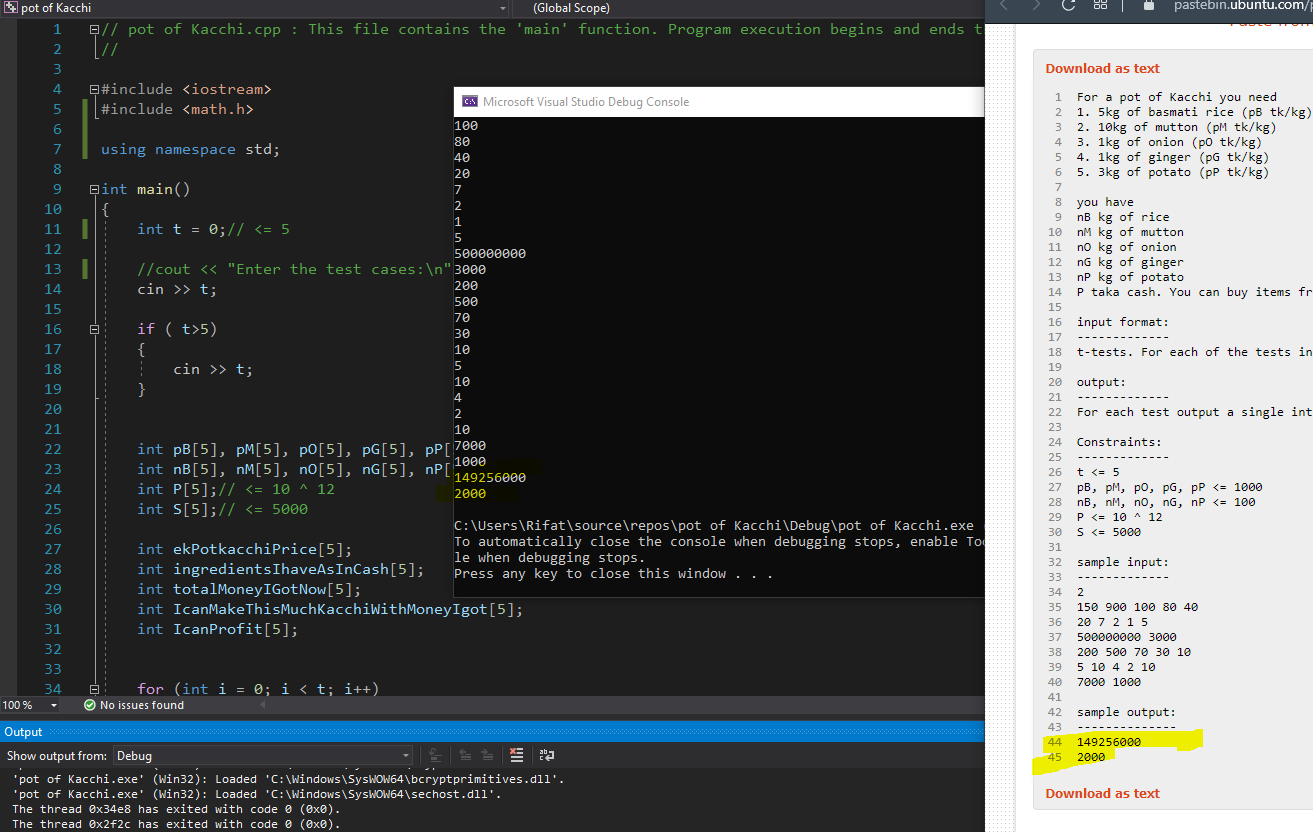 pot of Kacchi
(Global Scope)
1 // pot of Kacchi.cpp : This file contains the 'main' function. Program execution begins and ends t
2 //
3
4 #include <iostream>
5 #include <math.h>
6
7 using namespace std;
8
9 int main()
10 {
11 int t = 0;// <= 5
12
13 //cout << "Enter the test cases:\n"
14 cin >> t;
15
16 if ( t>5)
17 {
18 cin >> t;
19 }
20
21
22 int pB[5], pM[5], pO[5], pG[5], pP[
23 int nB[5], nM[5], nO[5], nG[5], nP[
24 int P[5];// <= 10 ^ 12
25 int S[5];// <= 5000
26
27 int ekPotkacchiPrice[5];
28 int ingredientsIhaveAsInCash[5];
29 int totalMoneyIGotNow[5];
30 int IcanMakeThisMuchKacchiWithMoneyIgot[5];
31 int IcanProfit[5];
32
33
34 for (int i = 0; i < t; i++)
100 %
No issues found
Output
Show output from: Debug
'pot of Kacchi.exe' (Win32): Loaded 'C:\Windows\SysWOW64\bcryptprimitives.dll'.
'pot of Kacchi.exe' (Win32): Loaded 'C:\Windows\SysWOW64\sechost.dll'.
The thread 0x34e8 has exited with code 0 (0x0).
The thread 0x2f2c has exited with code 0 (0x0).
C:\
Microsoft Visual Studio Debug Console
100
80
40
20
7
2
1
5
500000000
3000
200
500
70
30
10
5
10
4
2
10
7000
1000
149256000
2000
C:\Users\Rifat\source\repos\pot of Kacchi\Debug\pot of Kacchi.exe
To automatically close the console when debugging stops, enable Too
le when debugging stops.
Press any key to close this window . . .
pastebin.ubuntu.com/p
Download as text
1 For a pot of Kacchi you need
2 1. 5kg of basmati rice (pB tk/kg)
3 2. 10kg of mutton (pM tk/kg)
4 3. 1kg of onion (pO tk/kg)
5 4. 1kg of ginger (pG tk/kg)
6 5. 3kg of potato (pP tk/kg)
7
8 you have
9 nB kg of rice
10 nM kg of mutton
11 nO kg of onion
12 nG kg of ginger
13 nP kg of potato
14 P taka cash. You can buy items fr
15
16 input format:
17 -------------
18 t-tests. For each of the tests in
19
20 output:
21 -------------
22 For each test output a single int
23
24 Constraints:
25 -------------
26 t <= 5
27 pB, pM, pO, pG, pP <= 1000
28 nB, nM, nO, nG, nP <= 100
29 P <= 10 ^ 12
30 S <= 5000
31
32 sample input:
33 -------------
34 2
35 150 900 100 80 40
36 20 7 2 1 5
37 500000000 3000
38 200 500 70 30 10
39 5 10 4 2 10
40 7000 1000
41
42 sample output:
43 --------------
44 149256000
45 2000
Download as text